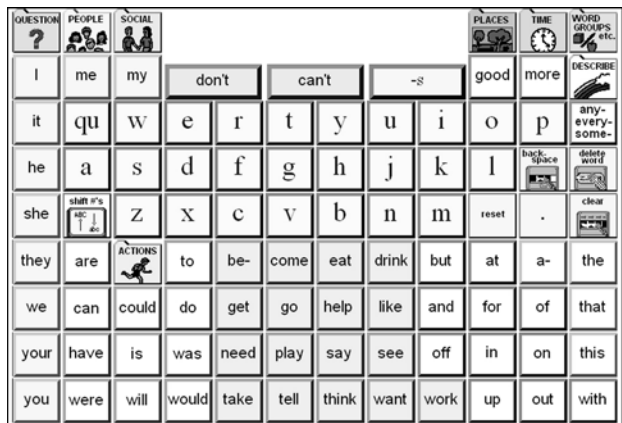 QUESTION PEOPLE SOCIAL PLACES TIME WORD GROUPS etc.
?
I me my don't can't -s good more DESCRIBE
it qu w e r t y u i o p any- every- some-
he a s d f g h j k l back-space delete word
she shift #'s ABC abc z x c v b n m reset . clear
they are ACTIONS to be- come eat drink but at a- the
we can could do get go help like and for of that
your have is was need play say see off in on this
you were will would take tell think want work up out with